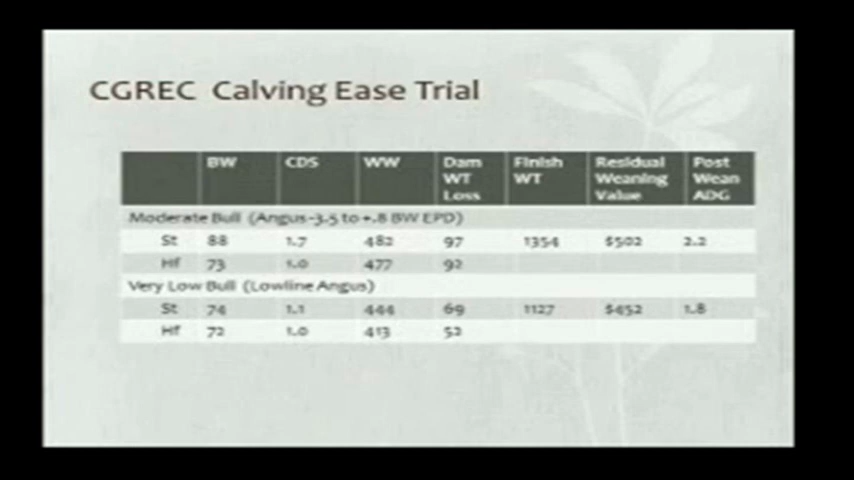 CGREC Calving Ease Trial
BW CDS WW Dam WT Loss Finish WT Residual Weaning Value Post Wean ADG
Moderate Bull (Angus -3.5 to +.8 BW EPD)
St 88 1.7 482 97 1354 $502 2.2
Hf 73 1.0 477 92
Very Low Bull (Lowline Angus)
St 74 1.1 444 69 1127 $452 1.8
Hf 72 1.0 413 52